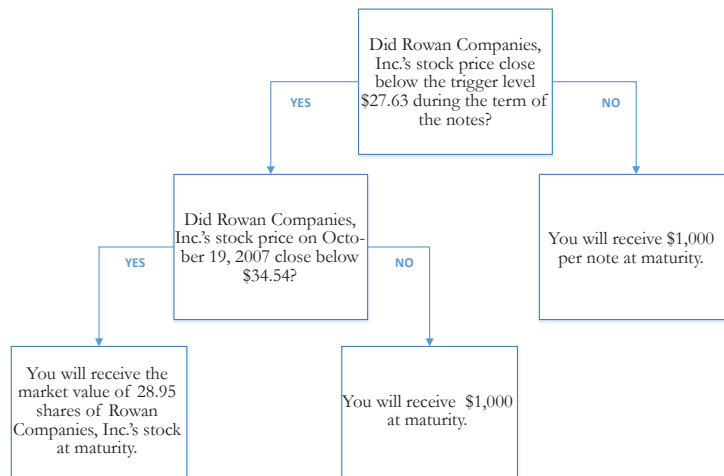 Did Rowan Companies,
Inc.'s stock price close
below the trigger level
$27.63 during the term of
the notes?
YES
NO
Did Rowan Companies,
Inc.'s stock price on Octo-
ber 19, 2007 close below
$34.54?
You will receive $1,000
per note at maturity.
YES
NO
You will receive the
market value of 28.95
shares of Rowan
Companies, Inc.'s stock
at maturity.
You will receive $1,000
at maturity.